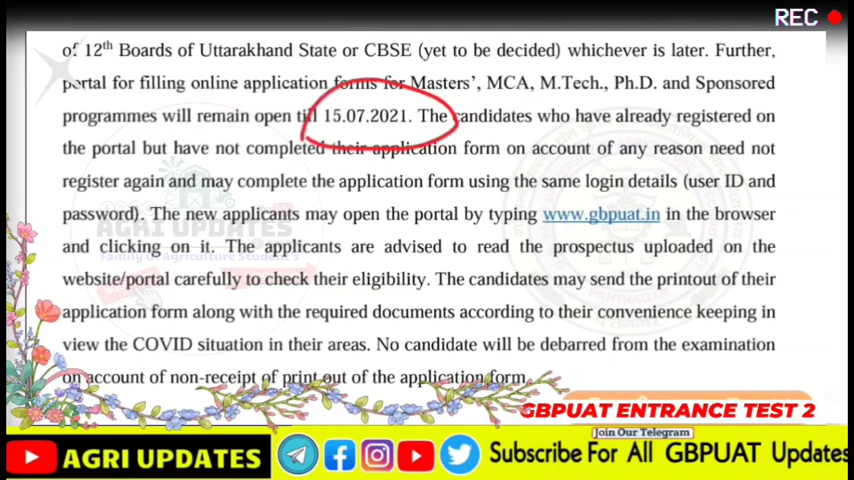 REC
of 12th Boards of Uttarakhand State or CBSE (yet to be decided) whichever is later. Further,
portal for filling online application forms for Masters', MCA, M.Tech., Ph.D. and Sponsored
programmes will remain open till 15.07.2021. The candidates who have already registered on
the portal but have not completed their application form on account of any reason need not
register again and may complete the application form using the same login details (user ID and
password). The new applicants may open the portal by typing www.gbpuat.in in the browser
and clicking on it. The applicants are advised to read the prospectus uploaded on the
website/portal carefully to check their eligibility. The candidates may send the printout of their
application form along with the required documents according to their convenience keeping in
view the COVID situation in their areas. No candidate will be debarred from the examination
on account of non-receipt of print out of the application form
AGRI UPDATES
Family of Agriculture Student's
PANTNAGAR
GBPUAT ENTRANCE TEST 2
Join Our Telegram
AGRI UPDATES
Subscribe For All GBPUAT Updates